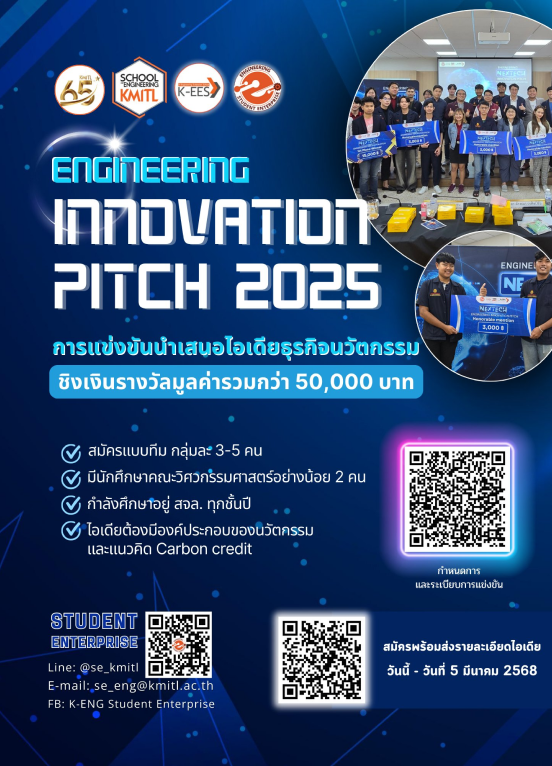 KMITL
65
SCHOOL
of ENGINEERING
KMITL
K-EES
ENGINEERING
STUDENT ENTERPRISE
ENGINEERING
INNOVATION
PITCH 2025
การแข่งขันนำเสนอไอเดียธุรกิจนวัตกรรม
ชิงเงินรางวัลมูลค่ารวมกว่า 50,000 บาท
NEXTECH
Honorable mention
3,000 ฿
สมัครแบบทีม กลุ่มละ 3-5 คน
มีนักศึกษาคณะวิศวกรรมศาสตร์อย่างน้อย 2 คน
กำลังศึกษาอยู่ สจล. ทุกชั้นปี
ไอเดียต้องมีองค์ประกอบของนวัตกรรม
และแนวคิด Carbon credit
กำหนดการ
และระเบียบการแข่งขัน
STUDENT
ENTERPRISE
Line: @se_kmitl
E-mail: se_eng@kmitl.ac.th
FB: K-ENG Student Enterprise
สมัครพร้อมส่งรายละเอียดไอเดีย
วันนี้ - วันที่ 5 มีนาคม 2568